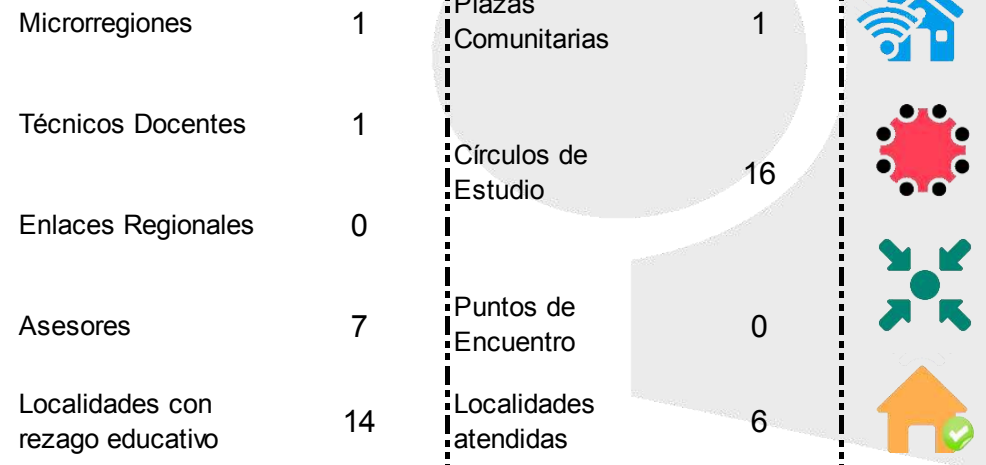 Microrregiones 1
Plazas
Comunitarias 1
Técnicos Docentes 1
Círculos de
Estudio 16
Enlaces Regionales 0
Asesores 7
Puntos de
Encuentro 0
Localidades con
rezago educativo 14
Localidades
atendidas 6